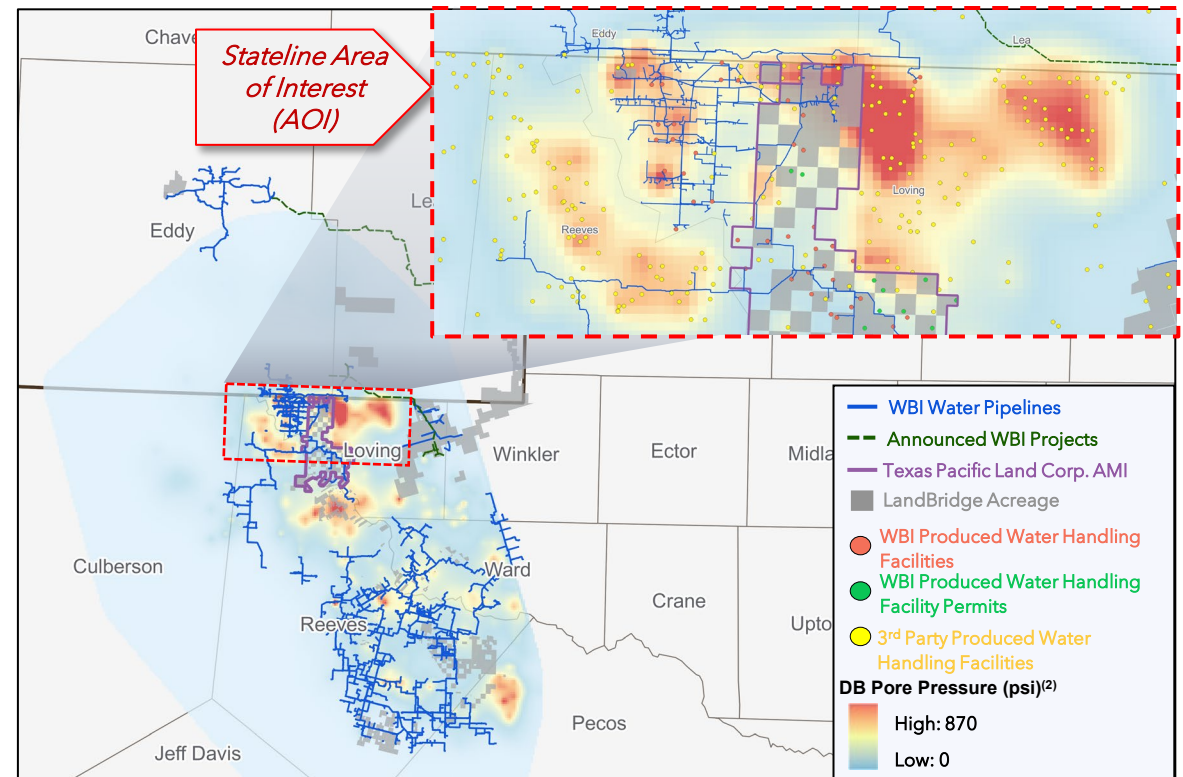 Chave
Stateline Area
of Interest
(AOI)
Eddy
Lea
Loving
Reeves
Eddy
Le
Loving
Winkler
Ector
Midla
Culberson
Ward
Reeves
Crane
Upto
Pecos
Jeff Davis
WBI Water Pipelines
Announced WBI Projects
Texas Pacific Land Corp. AMI
LandBridge Acreage
WBI Produced Water Handling
Facilities
WBI Produced Water Handling
Facility Permits
3rd Party Produced Water
Handling Facilities
DB Pore Pressure (psi)(2)
High: 870
Low: 0